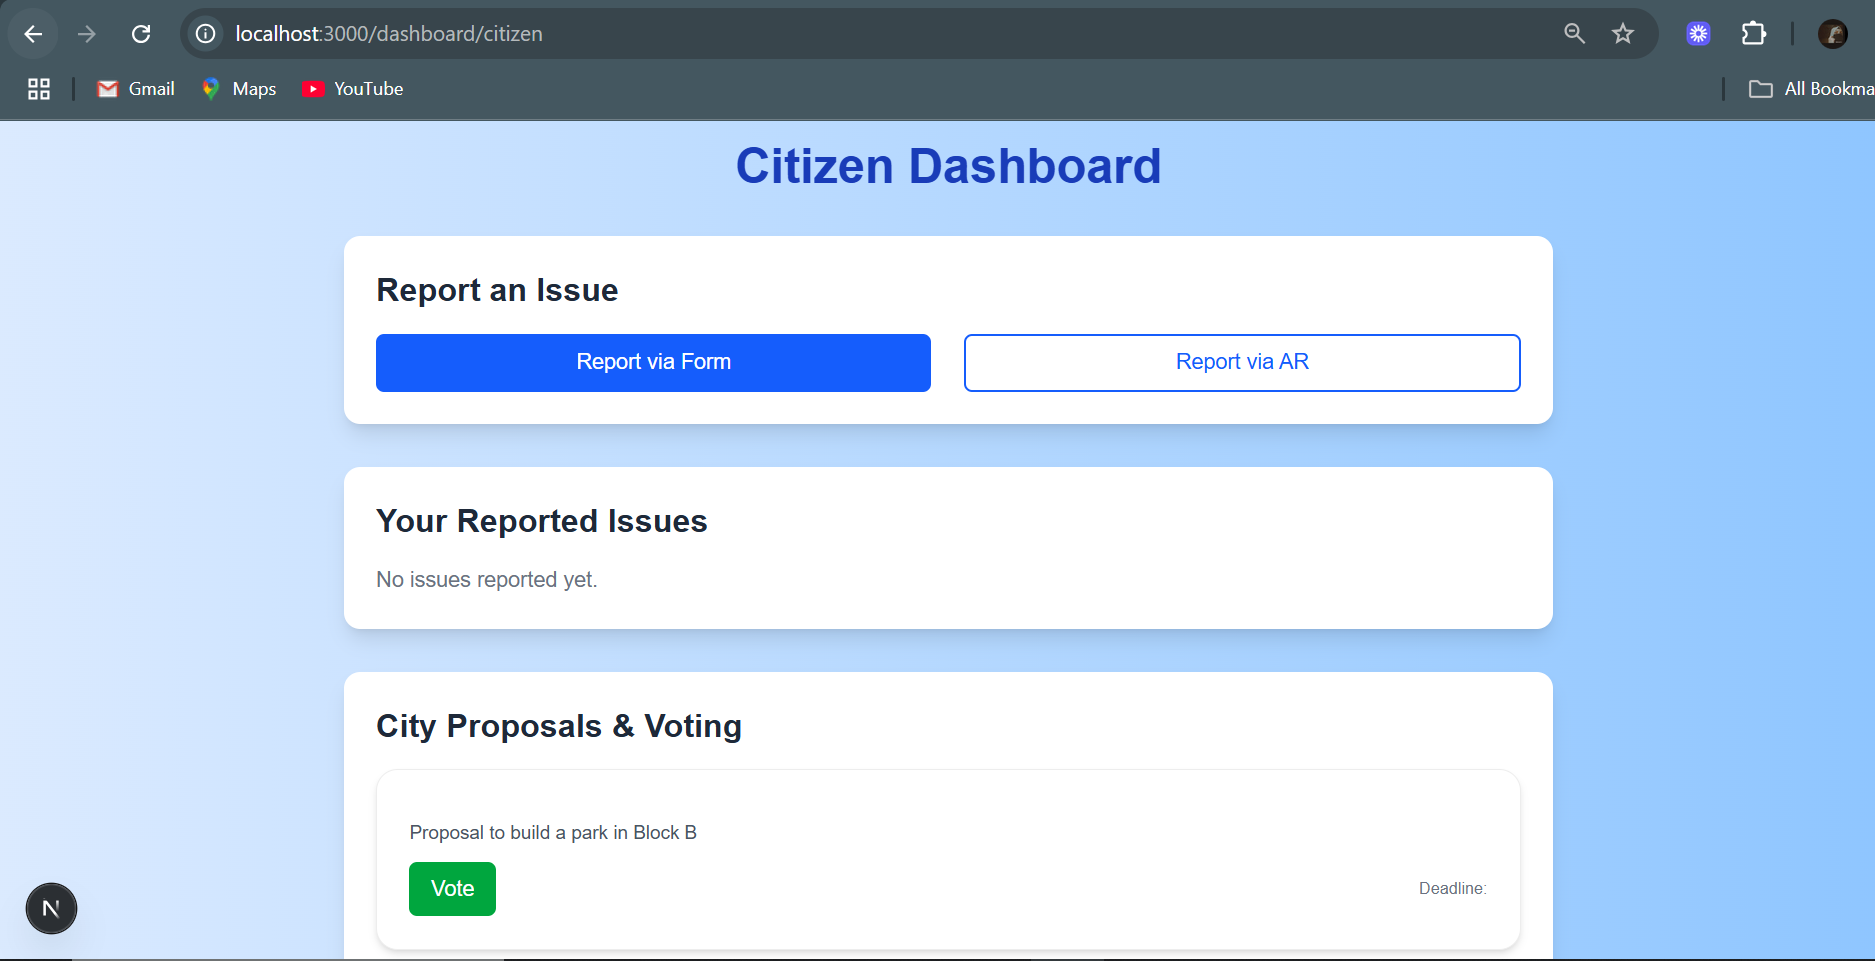 localhost:3000/dashboard/citizen
Gmail
Maps
YouTube
All Bookma
Citizen Dashboard
Report an Issue
Report via Form
Report via AR
Your Reported Issues
No issues reported yet.
City Proposals & Voting
Proposal to build a park in Block B
Vote
Deadline:
N